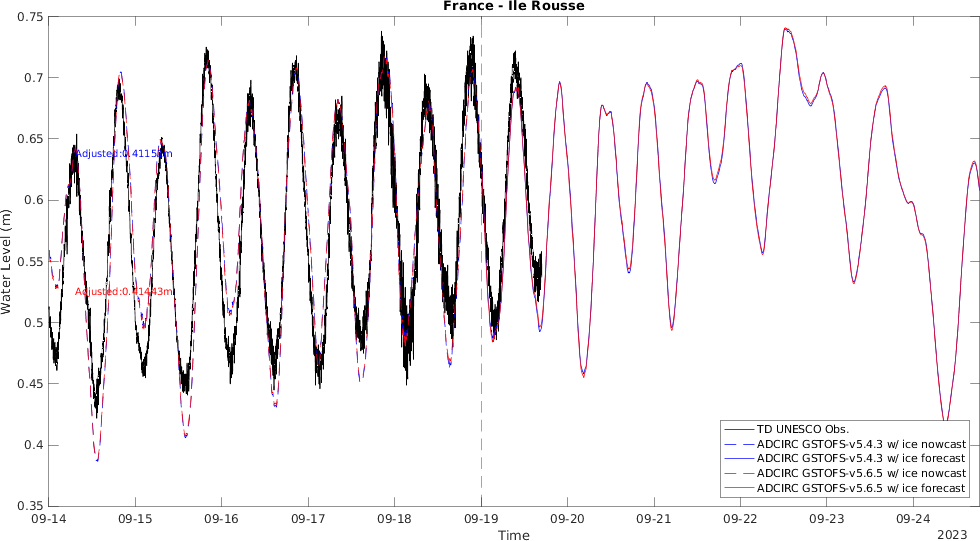 France - Ile Rousse
0.75
0.7
0.65
0.6
0.55
0.5
0.45
0.4
0.35
Water Level (m)
Adjusted:0.4115 m
Adjusted:0.41443m
TD UNESCO Obs.
ADCIRC GSTOFS-v5.4.3 w/ ice nowcast
ADCIRC GSTOFS-v5.4.3 w/ ice forecast
ADCIRC GSTOFS-v5.6.5 w/ ice nowcast
ADCIRC GSTOFS-v5.6.5 w/ ice forecast
09-14 09-15 09-16 09-17 09-18 09-19 09-20 09-21 09-22 09-23 09-24
Time
2023